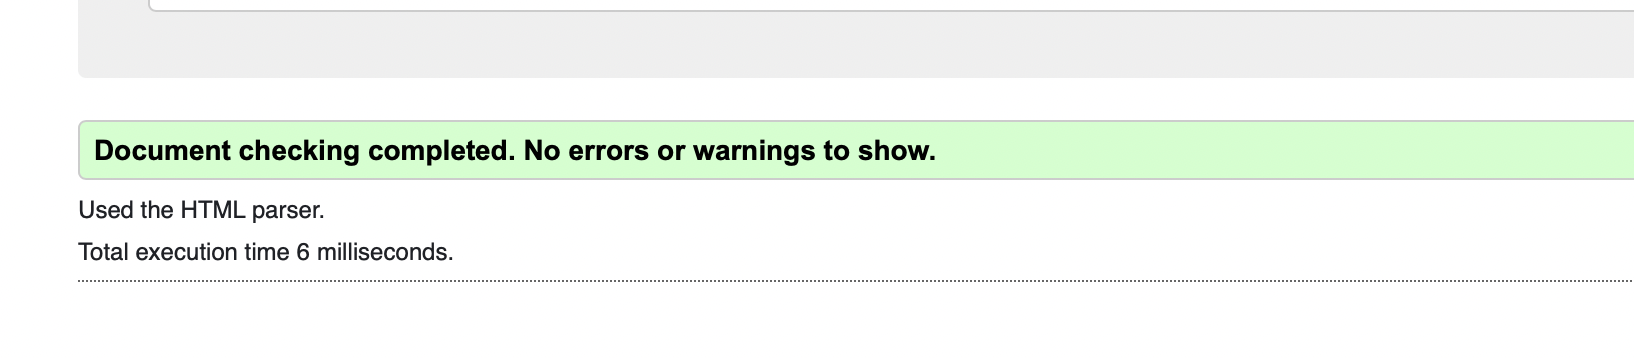 Document checking completed. No errors or warnings to show.
Used the HTML parser.
Total execution time 6 milliseconds.